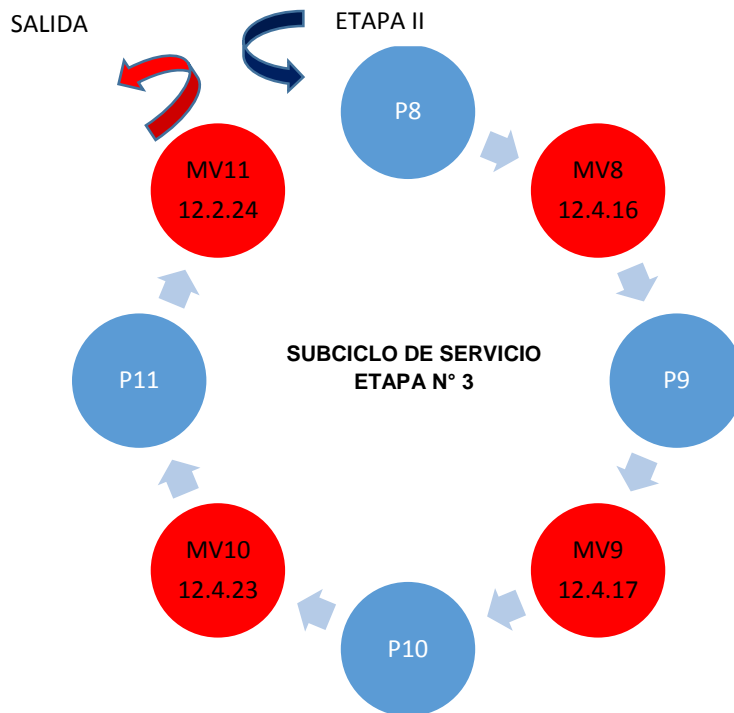 SALIDA
ETAPA II
P8
MV8
12.4.16
P9
MV9
12.4.17
P10
MV10
12.4.23
P11
MV11
12.2.24
SUBCICLO DE SERVICIO
ETAPA N° 3